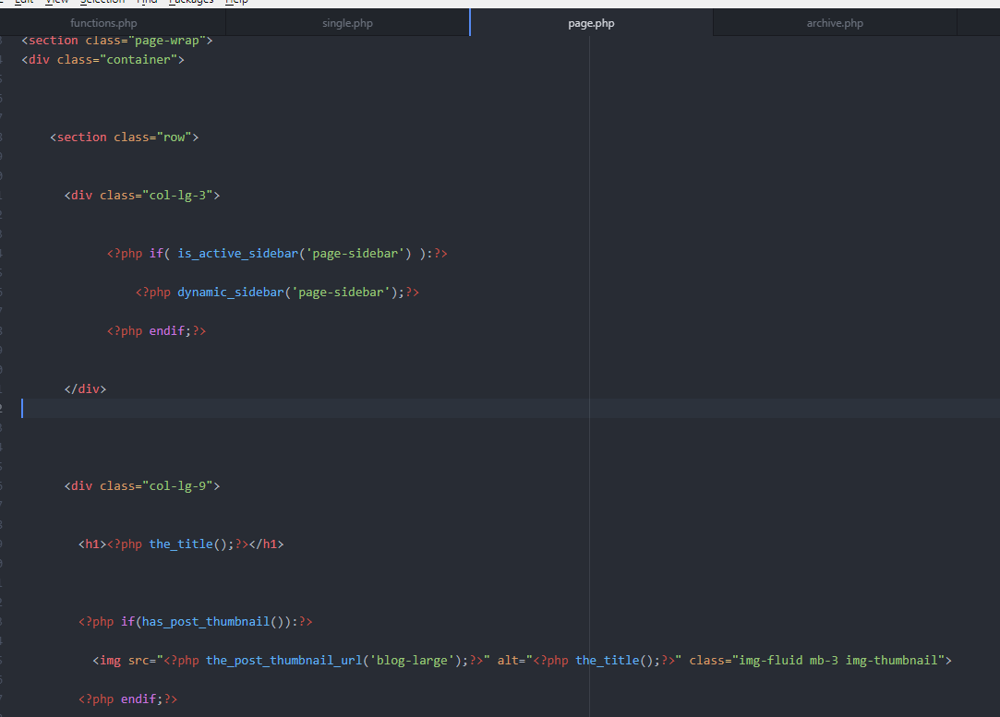 Edit View Selection Find Packages Help
functions.php single.php page.php archive.php
<section class="page-wrap">
<div class="container">
<section class="row">
<div class="col-lg-3">
<?php if( is_active_sidebar('page-sidebar') ):?>
<?php dynamic_sidebar('page-sidebar');?>
<?php endif;?>
</div>
<div class="col-lg-9">
<h1><?php the_title();?></h1>
<?php if(has_post_thumbnail()):?>
<img src="<?php the_post_thumbnail_url('blog-large');?>" alt="<?php the_title();?>" class="img-fluid mb-3 img-thumbnail">
<?php endif;?>